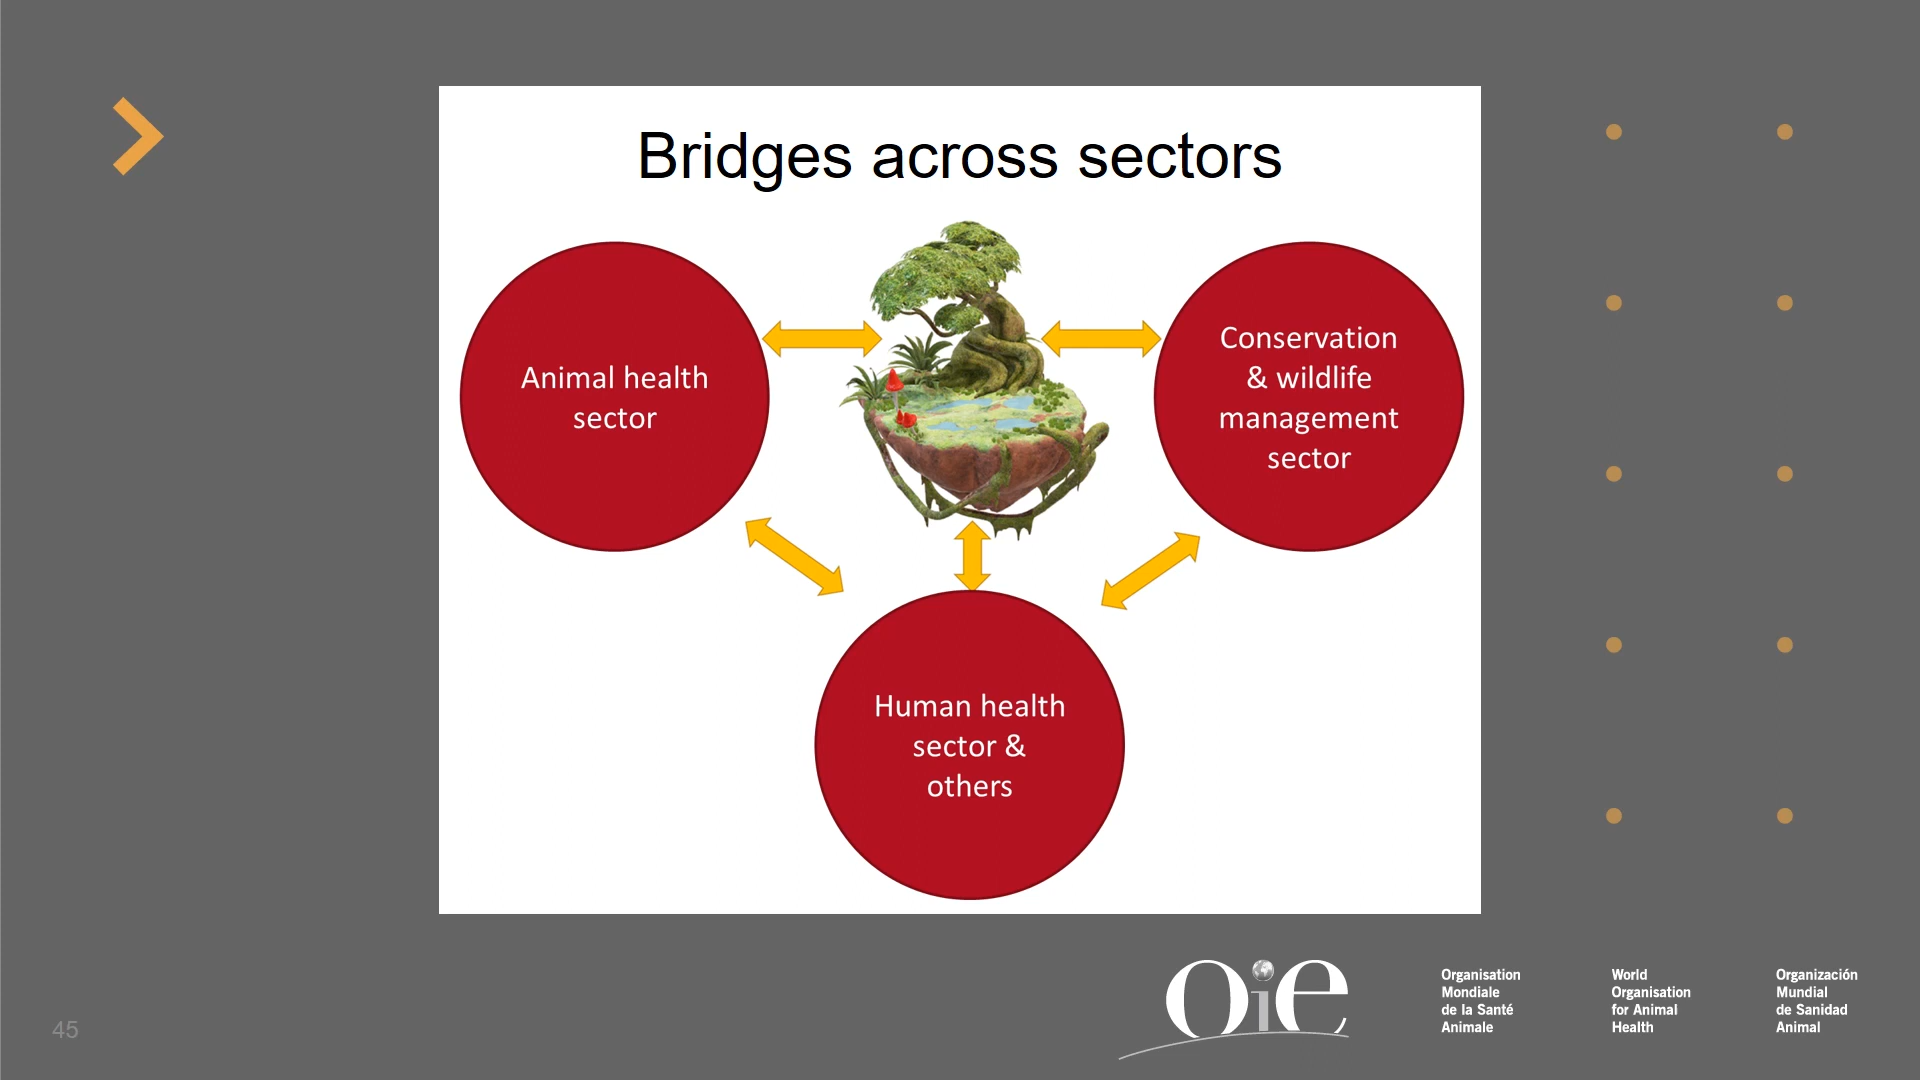 Bridges across sectors
Animal health
sector
Conservation
& wildlife
management
sector
Human health
sector &
others
oie
Organisation
Mondiale
de la Santé
Animale
World
Organisation
for Animal
Health
Organización
Mundial
de Sanidad
Animal
45